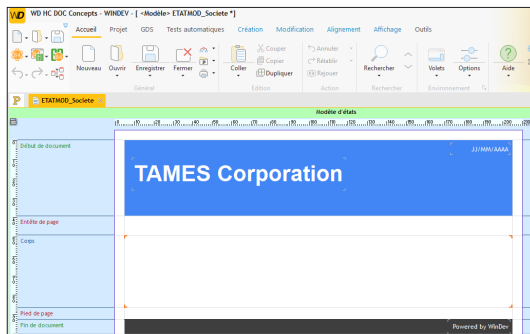 WD HC DOC Concepts - WINDEV - [ <Modèle> ETATMOD_Societe *]
Accueil Projet GDS Tests automatiques Création Modification Alignement Affichage Outils
Couper Annuler
Copier Rétablir
Nouveau Ouvrir Enregistrer Fermer Coller Dupliquer Réjouer Rechercher Volets Options Aide
Général Edition Action Rechercher Environnement
ETATMOD_Societe
Modèle d'états
Début de document
JJ/MM/AAAA
TAMES Corporation
Entête de page
Corps
Pied de page
Fin de document
Powered by WinDev